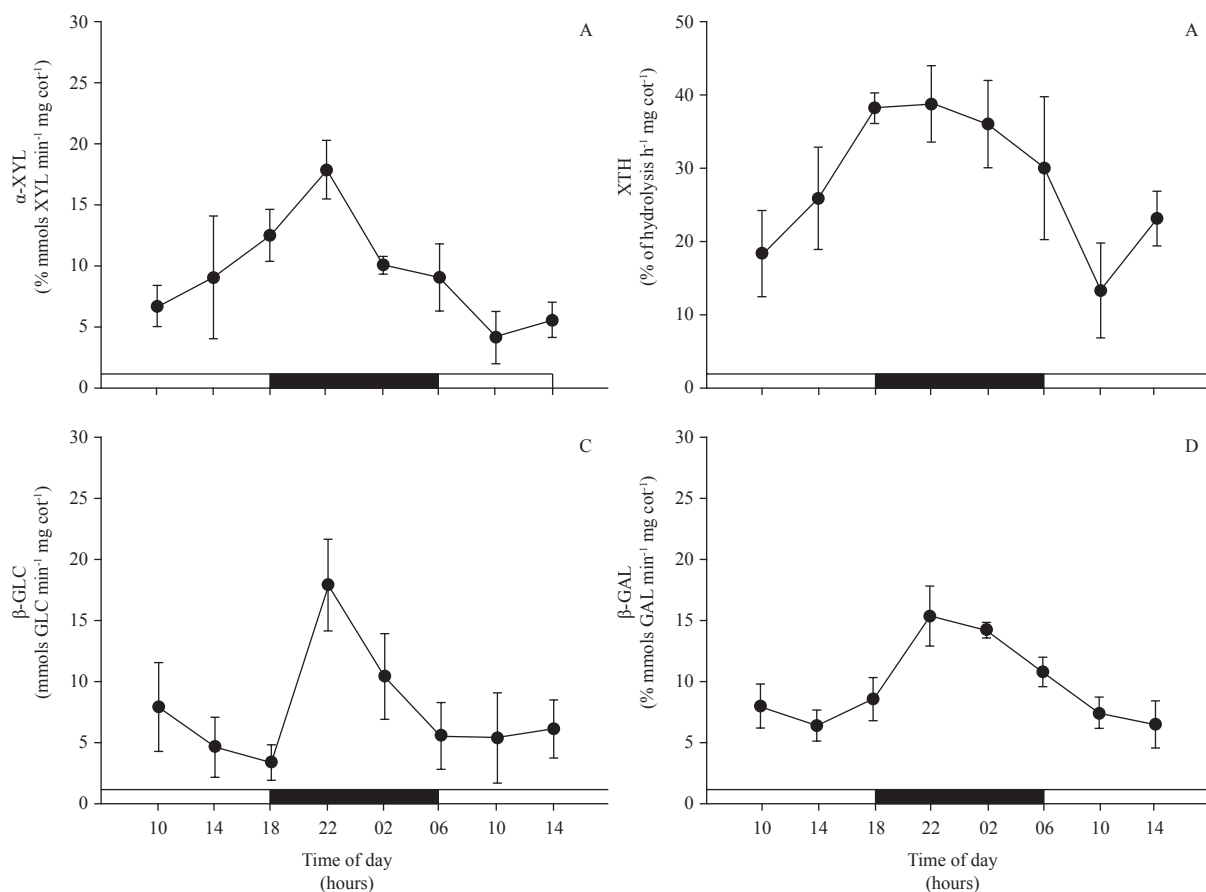 30
25
20
15
10
5
0
α-XYL
(% mmols XYL min⁻¹ mg cot⁻¹)
A
50
40
30
20
10
0
XTH
(% of hydrolysis h⁻¹ mg cot⁻¹)
A
30
25
20
15
10
5
0
β-GLC
(mmols GLC min⁻¹ mg cot⁻¹)
C
10 14 18 22 02 06 10 14
Time of day
(hours)
30
25
20
15
10
5
0
β-GAL
(% mmols GAL min⁻¹ mg cot⁻¹)
D
10 14 18 22 02 06 10 14
Time of day
(hours)